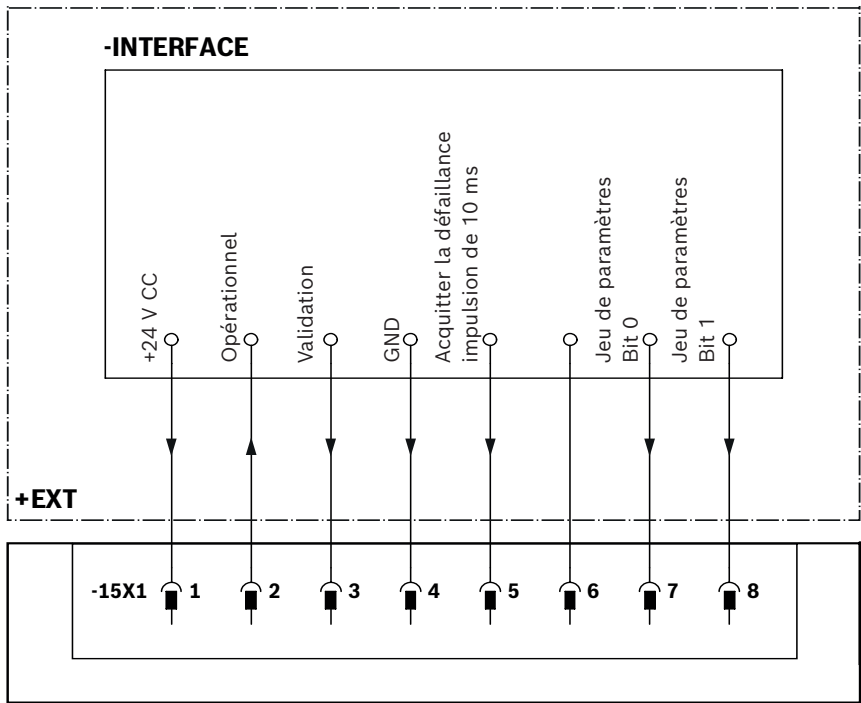 -INTERFACE
+24 V CC
Opérationnel
Validation
GND
Acquitter la défaillance
impulsion de 10 ms
Jeu de paramètres
Bit 0
Jeu de paramètres
Bit 1
+EXT
-15X1 1 2 3 4 5 6 7 8